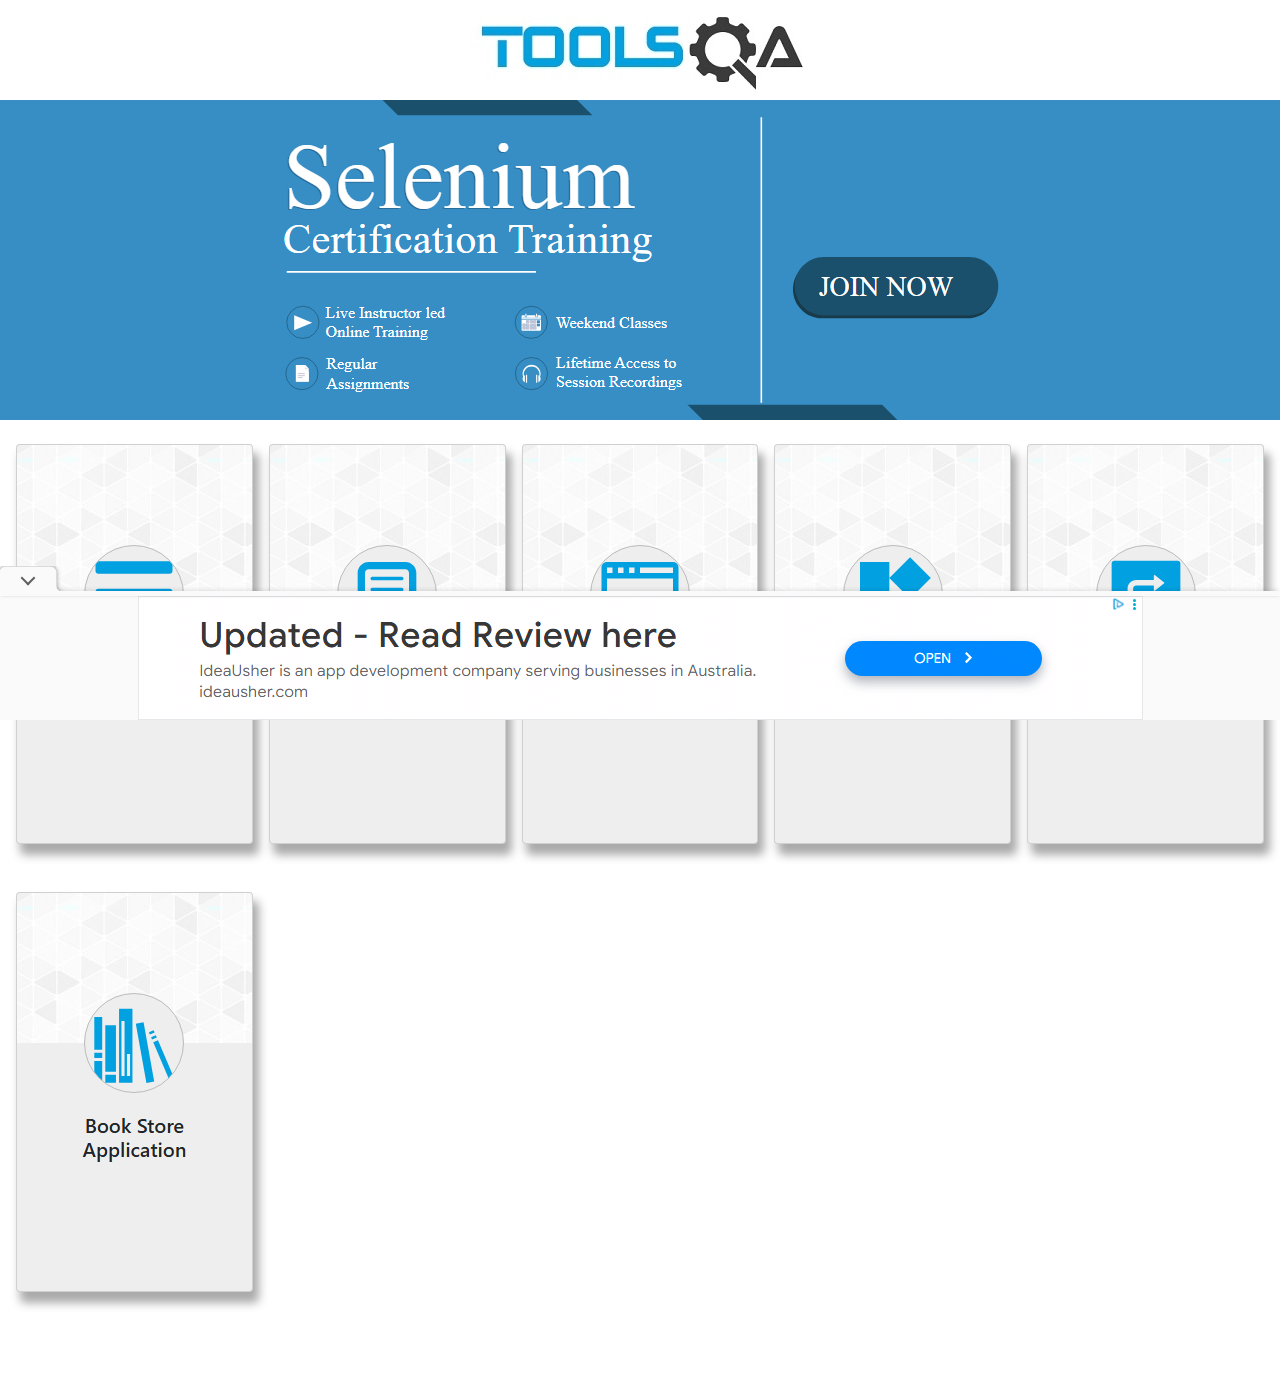 TOOLSQA
Selenium
Certification Training
JOIN NOW
Live Instructor led
Online Training
Weekend Classes
Regular
Assignments
Lifetime Access to
Session Recordings
Updated - Read Review here
IdeaUsher is an app development company serving businesses in Australia.
ideausher.com
OPEN
Book Store
Application